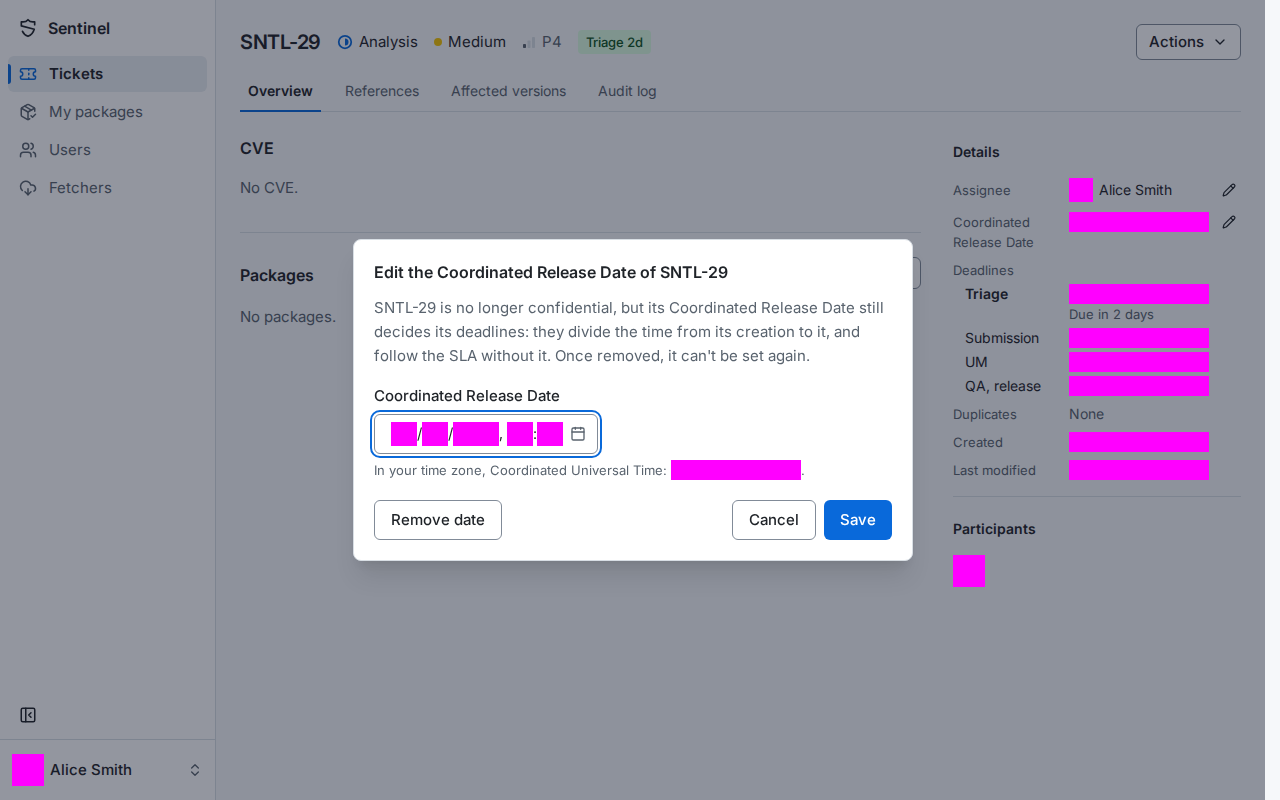 Sentinel
Tickets
My packages
Users
Fetchers
Alice Smith
SNTL-29
Analysis
Medium
P4
Triage 2d
Actions
Overview
References
Affected versions
Audit log
CVE
No CVE.
Packages
No packages.
Edit the Coordinated Release Date of SNTL-29
SNTL-29 is no longer confidential, but its Coordinated Release Date still
decides its deadlines: they divide the time from its creation to it, and
follow the SLA without it. Once removed, it can't be set again.
Coordinated Release Date
/ / , :
In your time zone, Coordinated Universal Time: .
Remove date
Cancel
Save
Details
Assignee
Alice Smith
Coordinated
Release Date
Deadlines
Triage
Due in 2 days
Submission
UM
QA, release
Duplicates
None
Created
Last modified
Participants